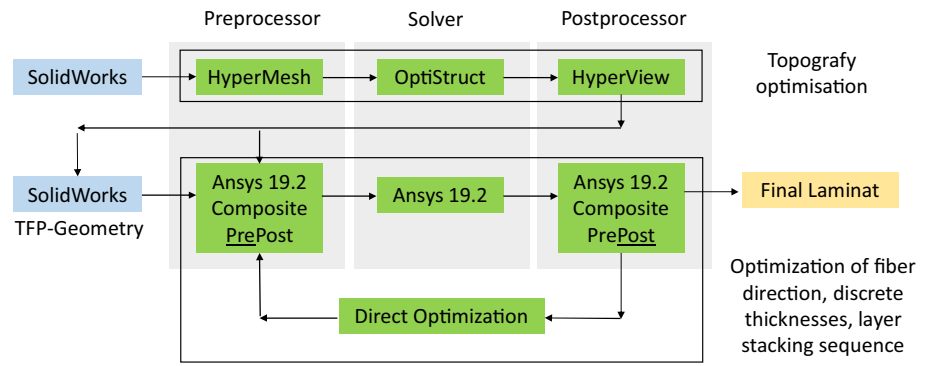 Preprocessor
Solver
Postprocessor
SolidWorks
HyperMesh
OptiStruct
HyperView
Topografy
optimisation
SolidWorks
TFP-Geometry
Ansys 19.2
Composite
PrePost
Ansys 19.2
Ansys 19.2
Composite
PrePost
Final Laminat
Direct Optimization
Optimization of fiber
direction, discrete
thicknesses, layer
stacking sequence